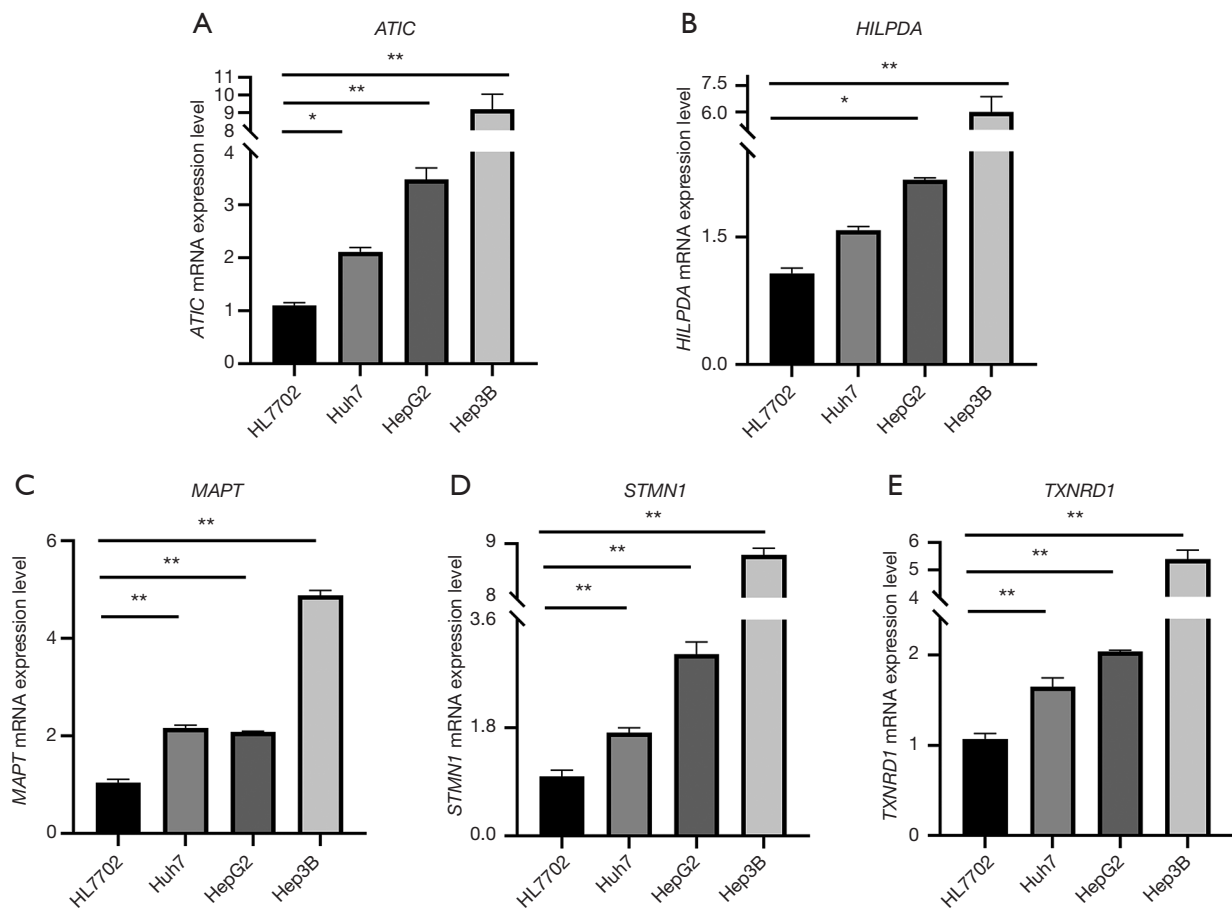 A
ATIC
ATIC mRNA expression level
11
10
9
8
4
3
2
1
0
**
**
*
HL7702
Huh7
HepG2
Hep3B
B
HILPDA
HILPDA mRNA expression level
7.5
6.0
1.5
0.0
**
*
HL7702
Huh7
HepG2
Hep3B
C
MAPT
MAPT mRNA expression level
6
4
2
0
**
**
**
HL7702
Huh7
HepG2
Hep3B
D
STMN1
STMN1 mRNA expression level
9
8
3.6
1.8
0.0
**
**
**
HL7702
Huh7
HepG2
Hep3B
E
TXNRD1
TXNRD1 mRNA expression level
6
5
4
2
1
0
**
**
**
HL7702
Huh7
HepG2
Hep3B